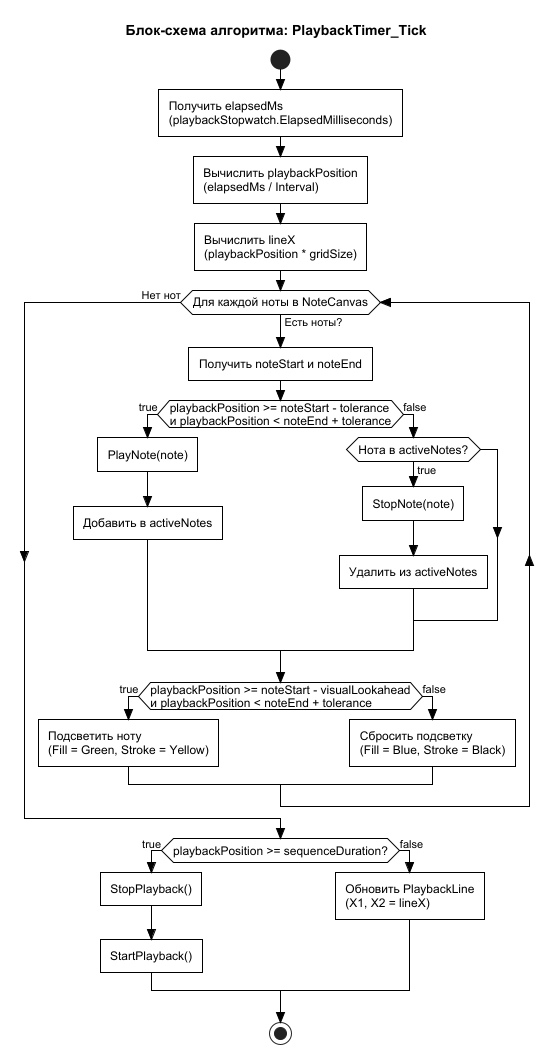 Блок-схема алгоритма: PlaybackTimer_Tick
Получить elapsedMs
(playbackStopwatch.ElapsedMilliseconds)
Вычислить playbackPosition
(elapsedMs / Interval)
Вычислить lineX
(playbackPosition * gridSize)
Нет нот
Для каждой ноты в NoteCanvas
Есть ноты?
Получить noteStart и noteEnd
true
playbackPosition >= noteStart - tolerance
и playbackPosition < noteEnd + tolerance
false
PlayNote(note)
Нота в activeNotes?
true
StopNote(note)
Добавить в activeNotes
Удалить из activeNotes
true
playbackPosition >= noteStart - visualLookahead
и playbackPosition < noteEnd + tolerance
false
Подсветить ноту
(Fill = Green, Stroke = Yellow)
Сбросить подсветку
(Fill = Blue, Stroke = Black)
true
playbackPosition >= sequenceDuration?
false
StopPlayback()
Обновить PlaybackLine
(X1, X2 = lineX)
StartPlayback()